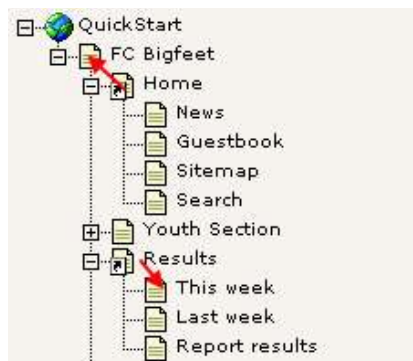 QuickStart
FC Bigfeet
Home
News
Guestbook
Sitemap
Search
Youth Section
Results
This week
Last week
Report results